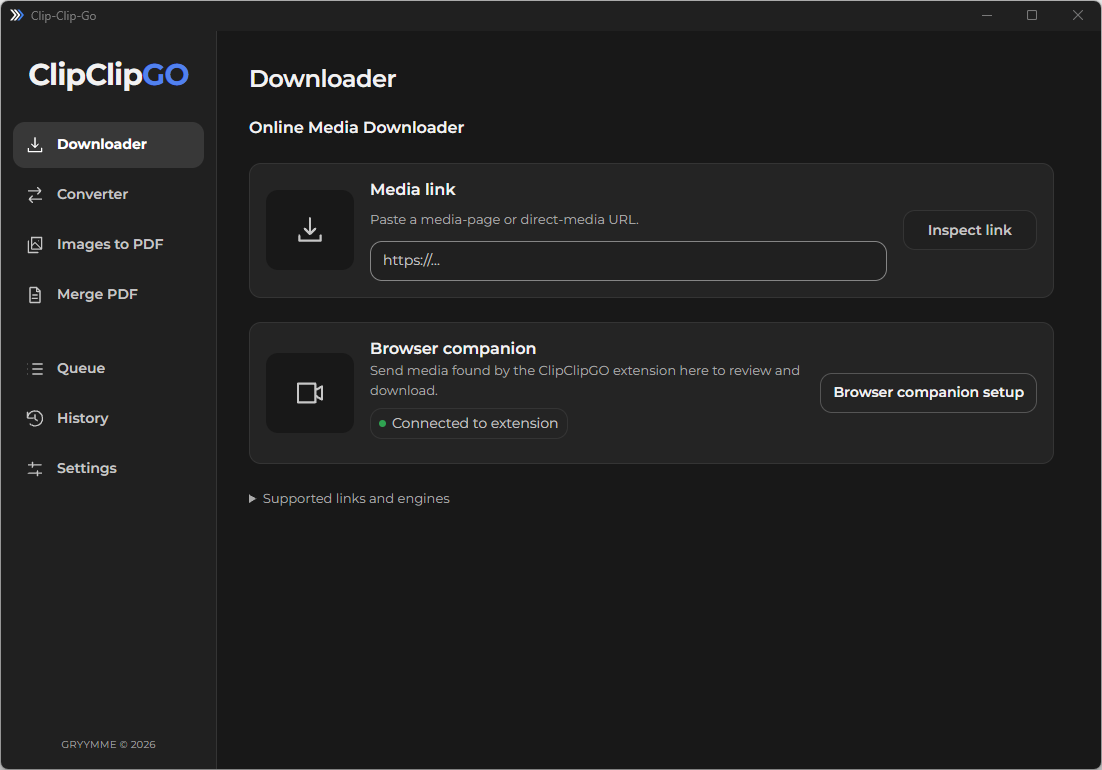 Clip-Clip-Go
ClipClipGO
Downloader
Converter
Images to PDF
Merge PDF
Queue
History
Settings
GRYYMME © 2026
Downloader
Online Media Downloader
Media link
Paste a media-page or direct-media URL.
https://...
Inspect link
Browser companion
Send media found by the ClipClipGO extension here to review and
download.
Connected to extension
Browser companion setup
Supported links and engines